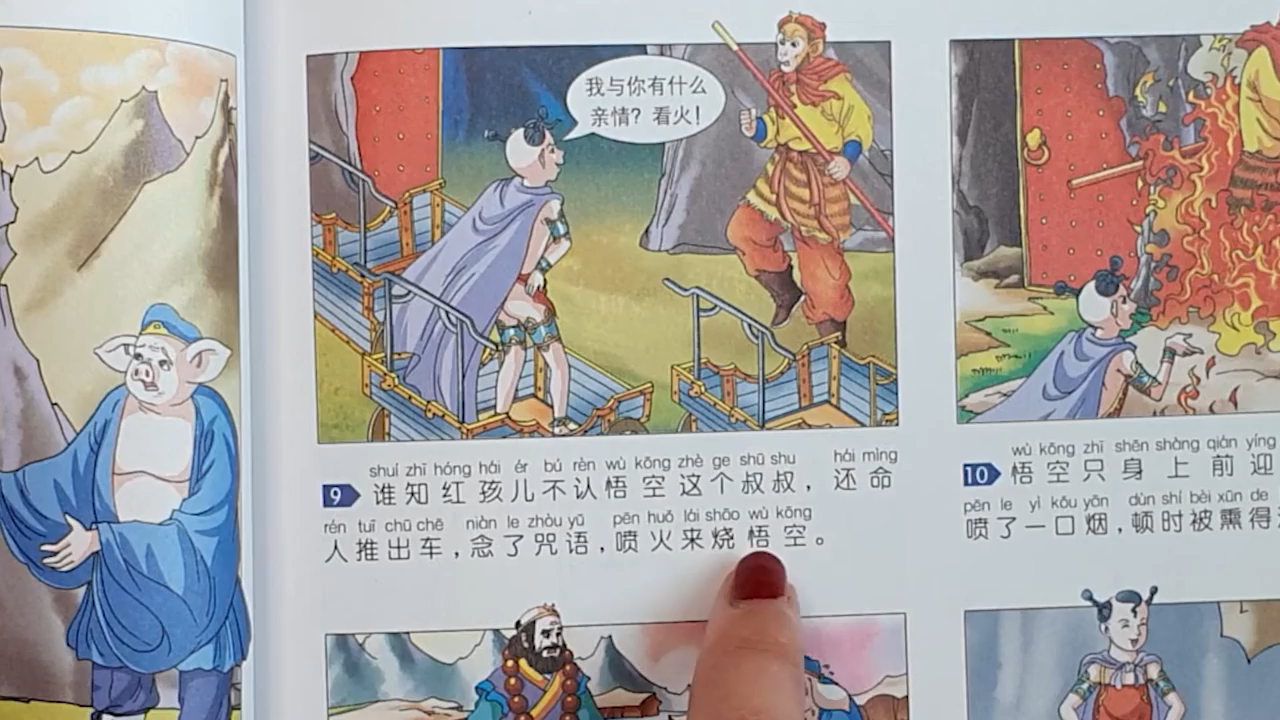 我与你有什么
亲情？看火！
shuí zhī hóng hái ér bú rèn wù kōng zhè ge shū shu hái mìng
9 谁知红孩儿不认悟空这个叔叔，还命
rén tuī chū chē niàn le zhòu yǔ pēn huǒ lái shāo wù kōng
人推出车，念了咒语，喷火来烧悟空。
wù kōng zhī shēn shàng qián yíng
10 悟空只身上前迎
pēn le yì kǒu yān dùn shí bèi xūn de
喷了一口烟，顿时被熏得